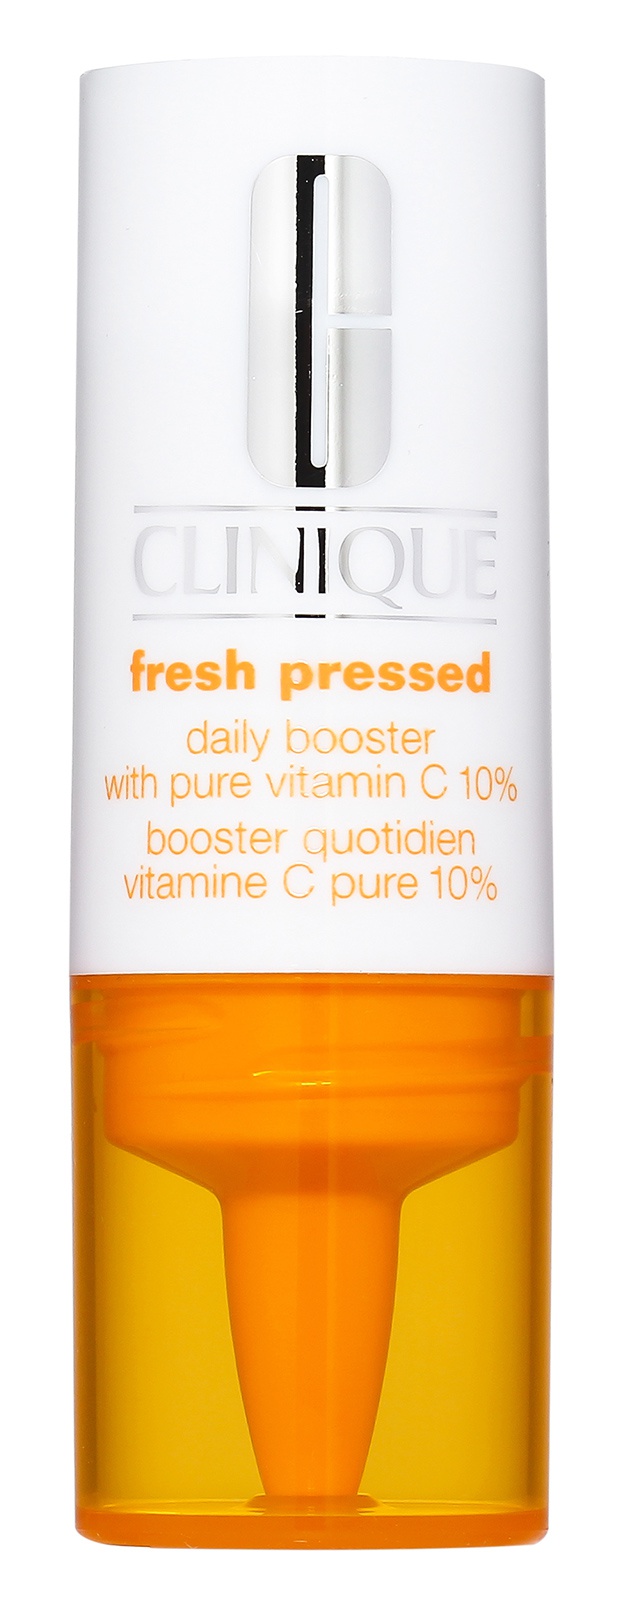 C
CLINIQUE
fresh pressed
daily booster
with pure vitamin C 10%
booster quotidien
vitamine C pure 10%